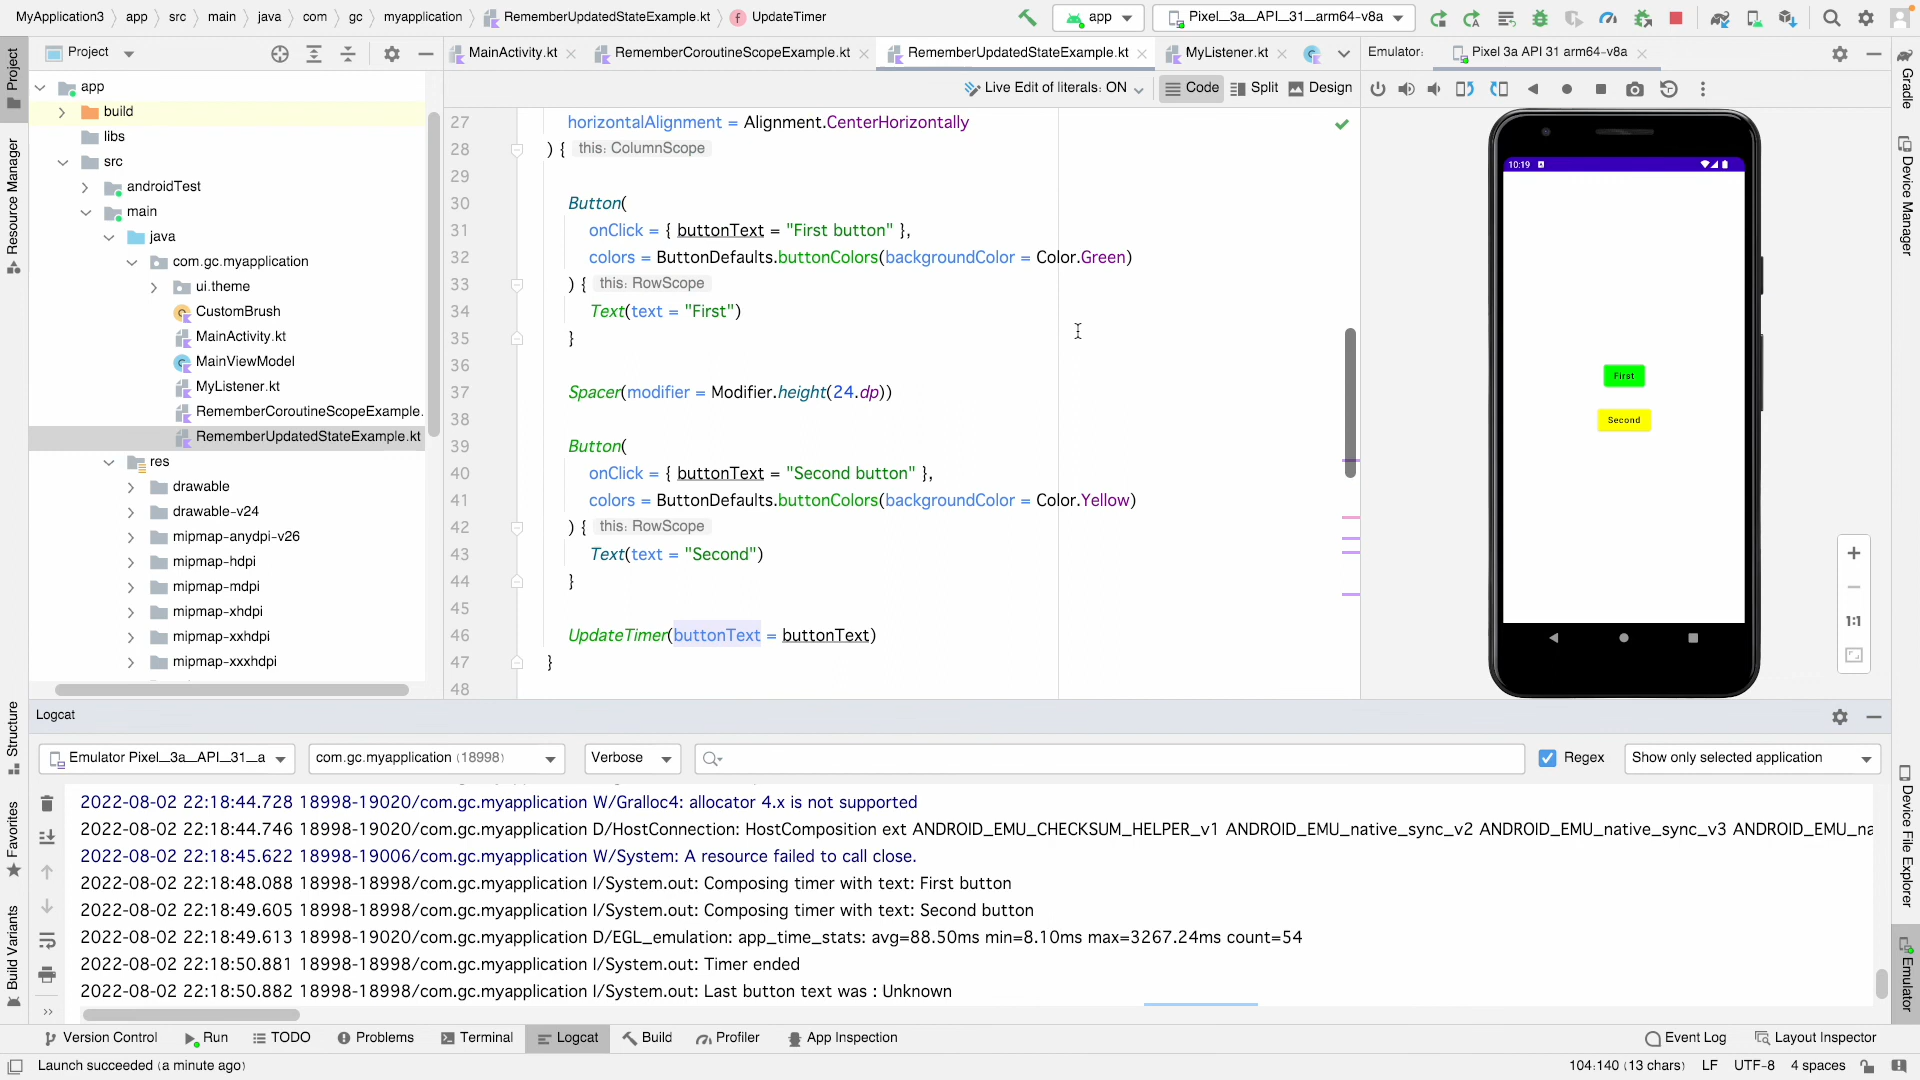 MyApplication3 > app > src > main > java > com > gc > myapplication > RememberUpdatedStateExample.kt > UpdateTimer
app
Pixel_3a_API_31_arm64-v8a
Project
MainActivity.kt
RememberCoroutineScopeExample.kt
RememberUpdatedStateExample.kt
MyListener.kt
Emulator:
Pixel 3a API 31 arm64-v8a
Live Edit of literals: ON
Code
Split
Design
Project
Resource Manager
Structure
Favorites
Build Variants
app
build
libs
src
androidTest
main
java
com.gc.myapplication
ui.theme
CustomBrush
MainActivity.kt
MainViewModel
MyListener.kt
RememberCoroutineScopeExample.
RememberUpdatedStateExample.kt
res
drawable
drawable-v24
mipmap-anydpi-v26
mipmap-hdpi
mipmap-mdpi
mipmap-xhdpi
mipmap-xxhdpi
mipmap-xxxhdpi
27 horizontalAlignment = Alignment.CenterHorizontally
28 ) { this: ColumnScope
29
30 Button(
31 onClick = { buttonText = "First button" },
32 colors = ButtonDefaults.buttonColors(backgroundColor = Color.Green)
33 ) { this: RowScope
34 Text(text = "First")
35 }
36
37 Spacer(modifier = Modifier.height(24.dp))
38
39 Button(
40 onClick = { buttonText = "Second button" },
41 colors = ButtonDefaults.buttonColors(backgroundColor = Color.Yellow)
42 ) { this: RowScope
43 Text(text = "Second")
44 }
45
46 UpdateTimer(buttonText = buttonText)
47 }
48
10:19
First
Second
1:1
Gradle
Device Manager
Device File Explorer
Emulator
Logcat
Emulator Pixel_3a_API_31_a
com.gc.myapplication (18998)
Verbose
Regex
Show only selected application
2022-08-02 22:18:44.728 18998-19020/com.gc.myapplication W/Gralloc4: allocator 4.x is not supported
2022-08-02 22:18:44.746 18998-19020/com.gc.myapplication D/HostConnection: HostComposition ext ANDROID_EMU_CHECKSUM_HELPER_v1 ANDROID_EMU_native_sync_v2 ANDROID_EMU_native_sync_v3 ANDROID_EMU_na
2022-08-02 22:18:45.622 18998-19006/com.gc.myapplication W/System: A resource failed to call close.
2022-08-02 22:18:48.088 18998-18998/com.gc.myapplication I/System.out: Composing timer with text: First button
2022-08-02 22:18:49.605 18998-18998/com.gc.myapplication I/System.out: Composing timer with text: Second button
2022-08-02 22:18:49.613 18998-19020/com.gc.myapplication D/EGL_emulation: app_time_stats: avg=88.50ms min=8.10ms max=3267.24ms count=54
2022-08-02 22:18:50.881 18998-18998/com.gc.myapplication I/System.out: Timer ended
2022-08-02 22:18:50.882 18998-18998/com.gc.myapplication I/System.out: Last button text was : Unknown
Version Control
Run
TODO
Problems
Terminal
Logcat
Build
Profiler
App Inspection
Event Log
Layout Inspector
Launch succeeded (a minute ago)
104:140 (13 chars)
LF
UTF-8
4 spaces